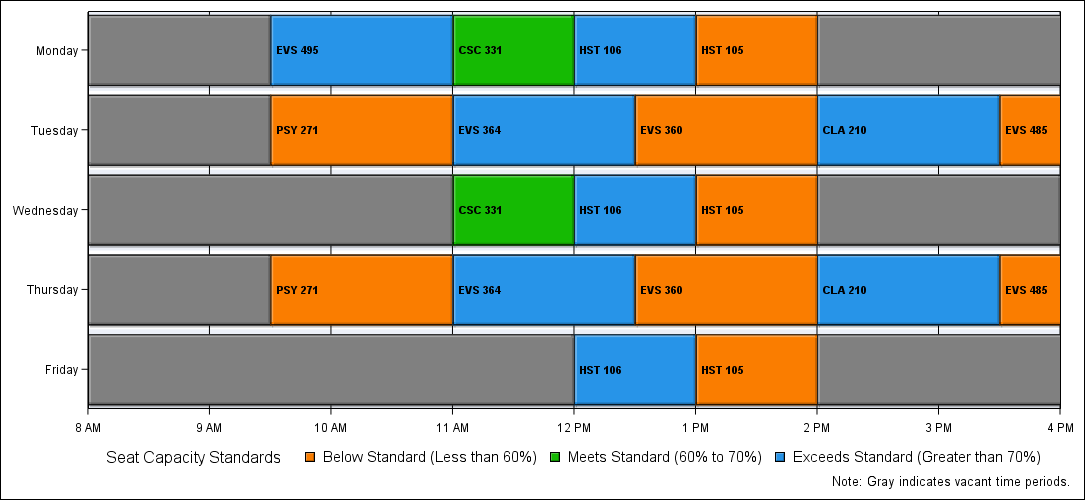 Monday EVS 495 CSC 331 HST 106 HST 105
Tuesday PSY 271 EVS 364 EVS 360 CLA 210 EVS 485
Wednesday CSC 331 HST 106 HST 105
Thursday PSY 271 EVS 364 EVS 360 CLA 210 EVS 485
Friday HST 106 HST 105
8 AM 9 AM 10 AM 11 AM 12 PM 1 PM 2 PM 3 PM 4 PM
Seat Capacity Standards Below Standard (Less than 60%) Meets Standard (60% to 70%) Exceeds Standard (Greater than 70%)
Note: Gray indicates vacant time periods.